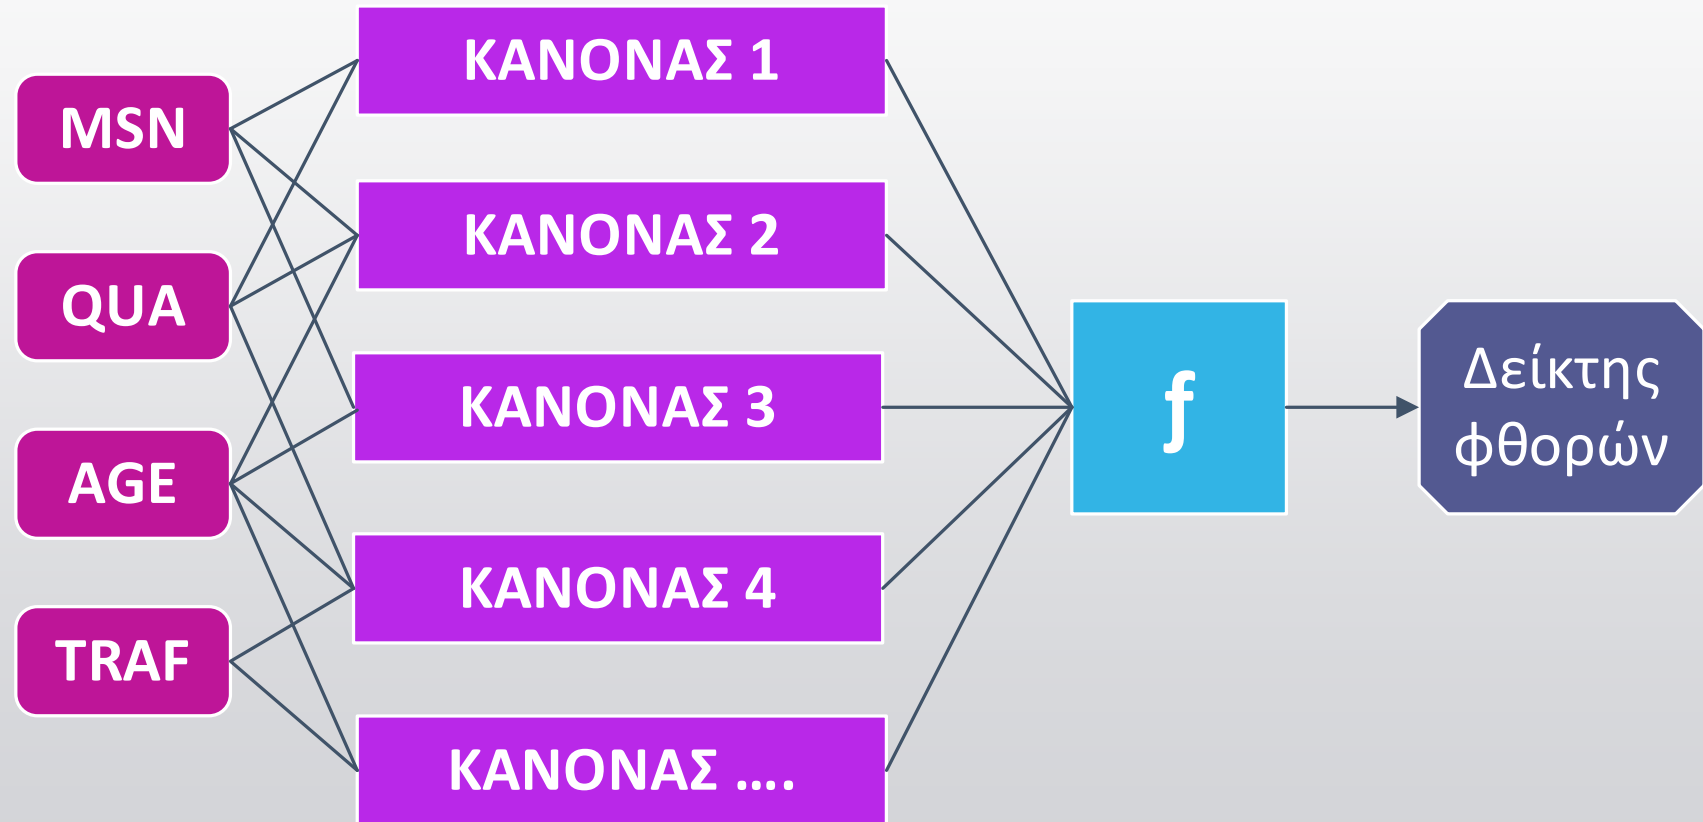 MSN
QUA
AGE
TRAF
ΚΑΝΟΝΑΣ 1
ΚΑΝΟΝΑΣ 2
ΚΑΝΟΝΑΣ 3
ΚΑΝΟΝΑΣ 4
ΚΑΝΟΝΑΣ ....
ƒ
Δείκτης
φθορών